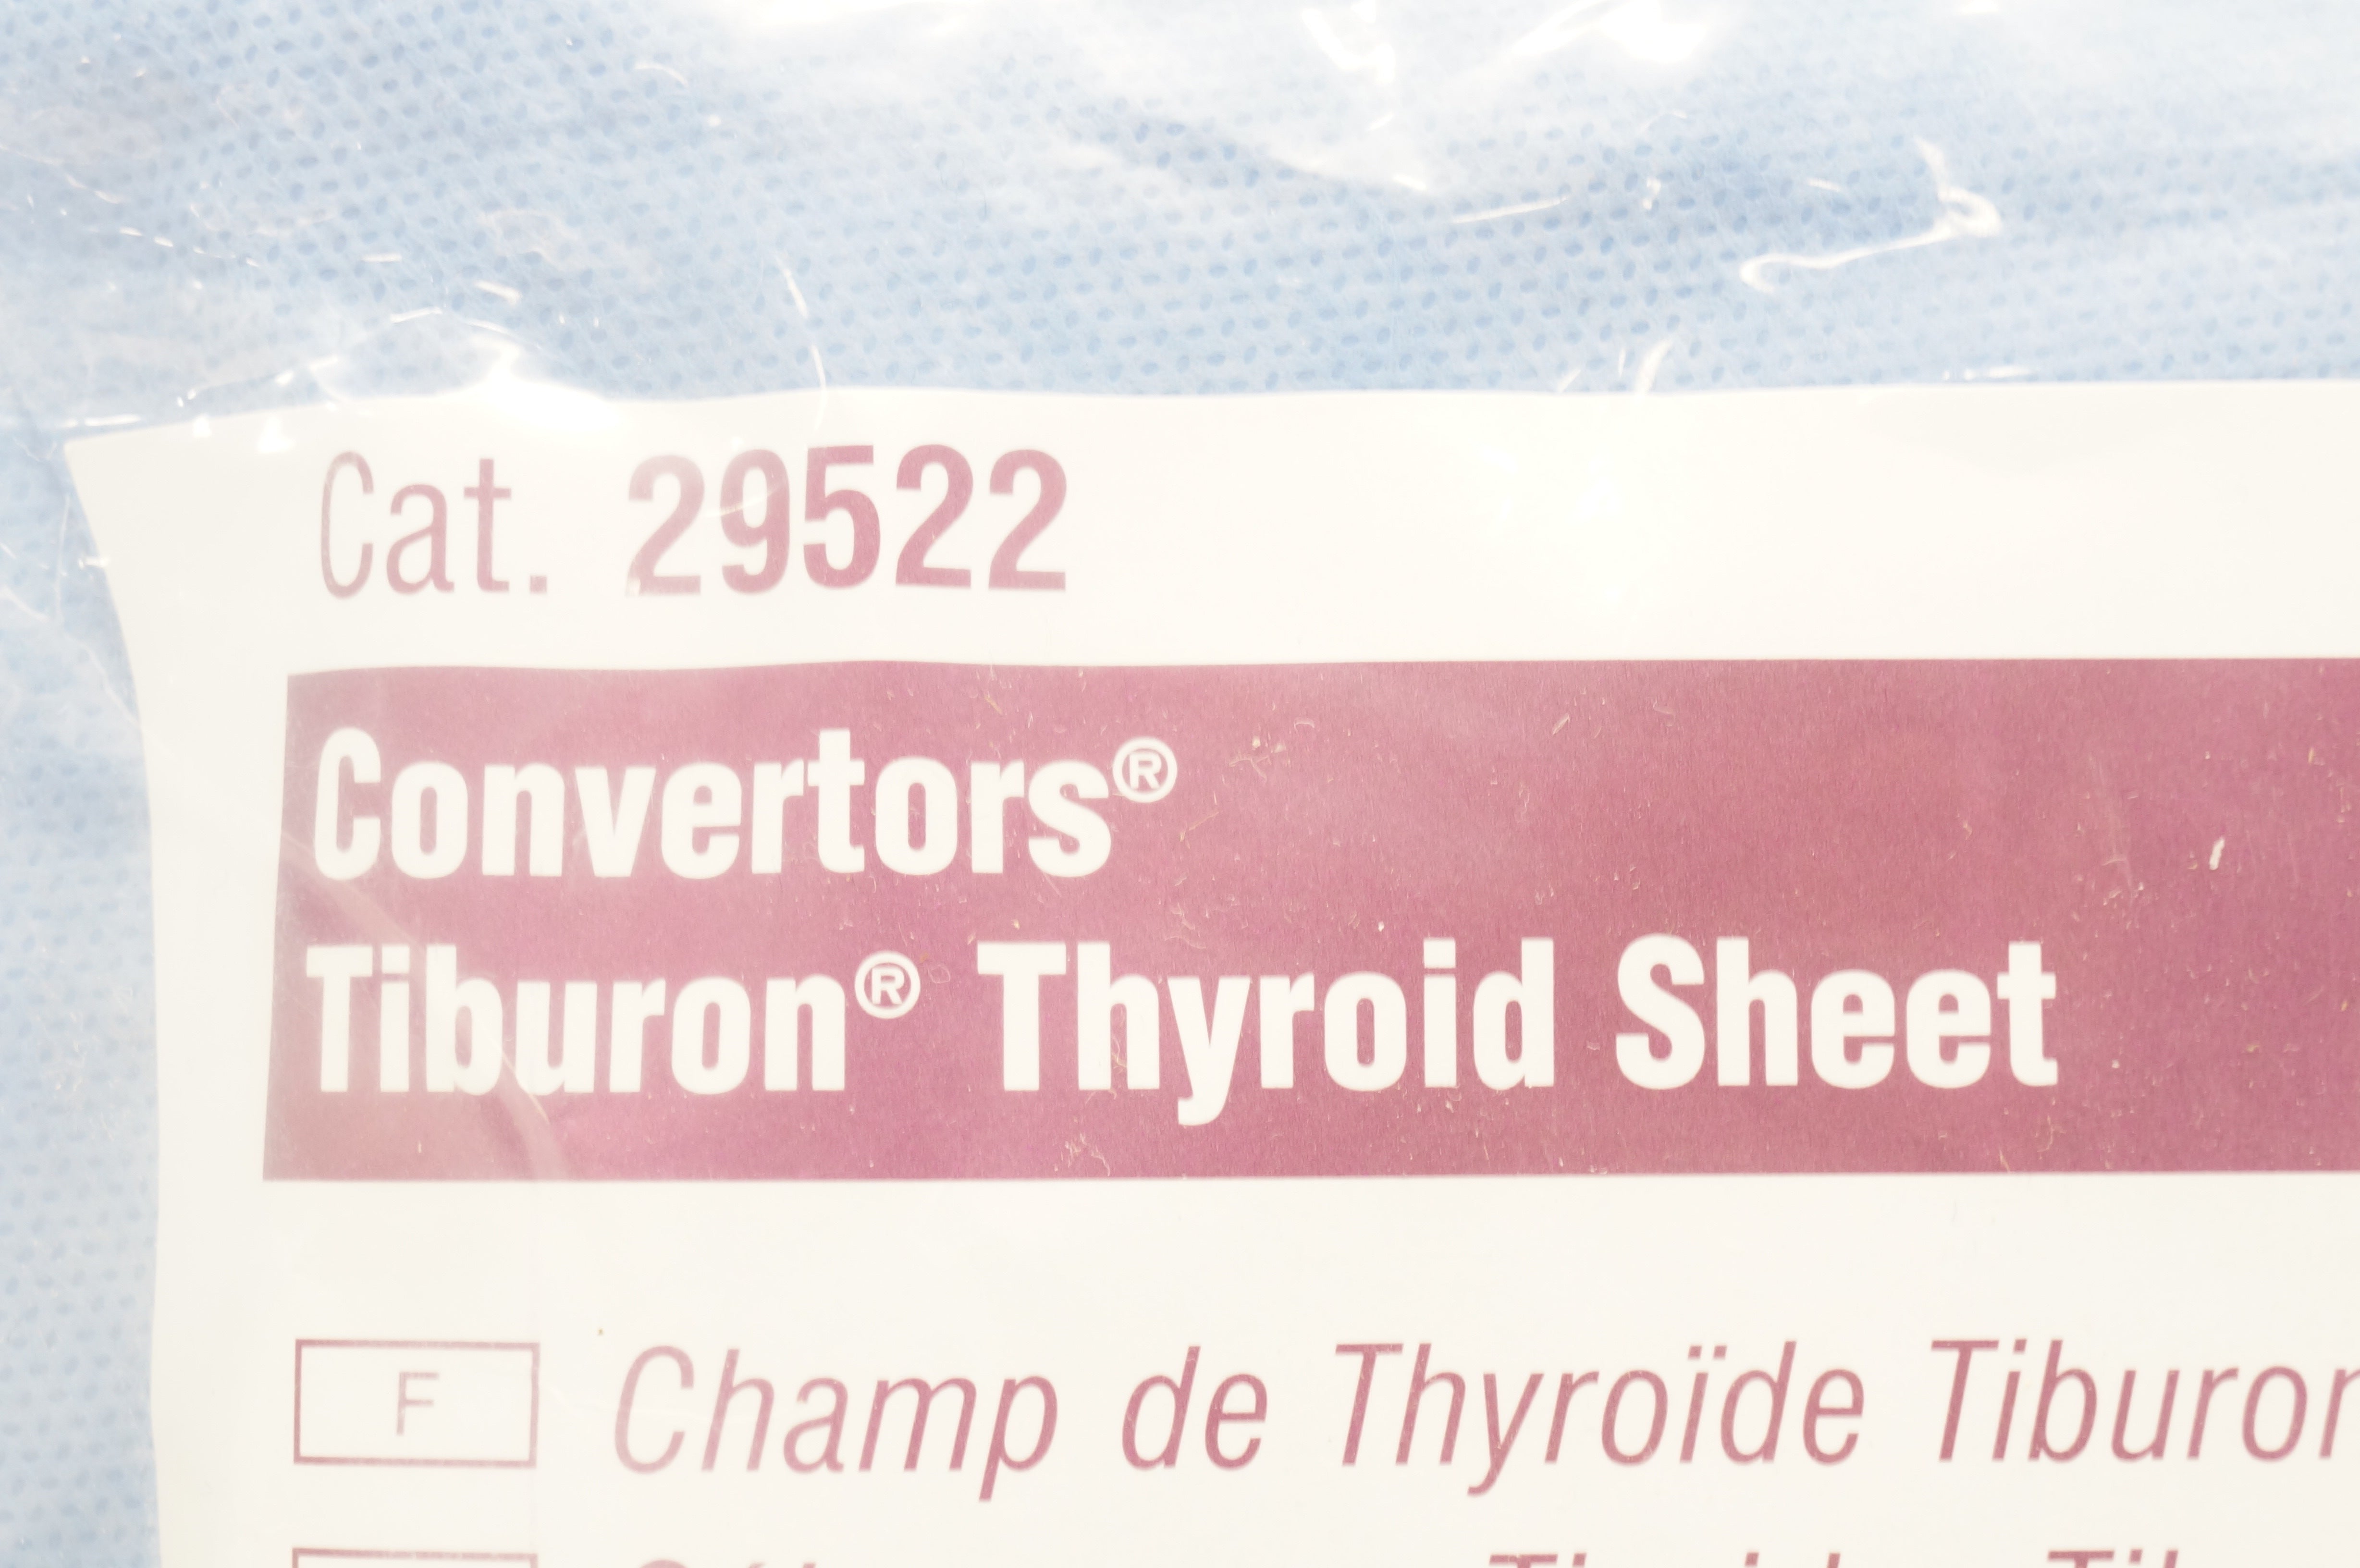 Cat. 29522
Convertors®
Tiburon® Thyroid Sheet
F Champ de Thyroïde Tiburon